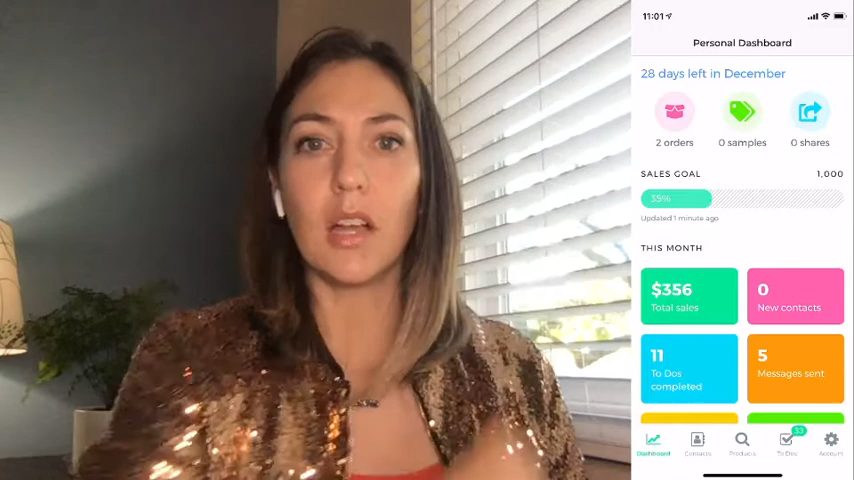 11:01
Personal Dashboard
28 days left in December
2 orders
0 samples
0 shares
SALES GOAL
1,000
35%
Updated 1 minute ago
THIS MONTH
$356
Total sales
0
New contacts
11
To Dos
completed
5
Messages sent
33
Dashboard
Contacts
Products
To Dos
Account